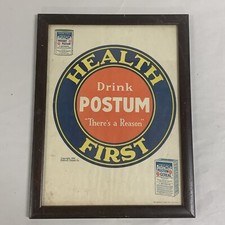 HEALTH
Drink
POSTUM
"There's a Reason"
FIRST